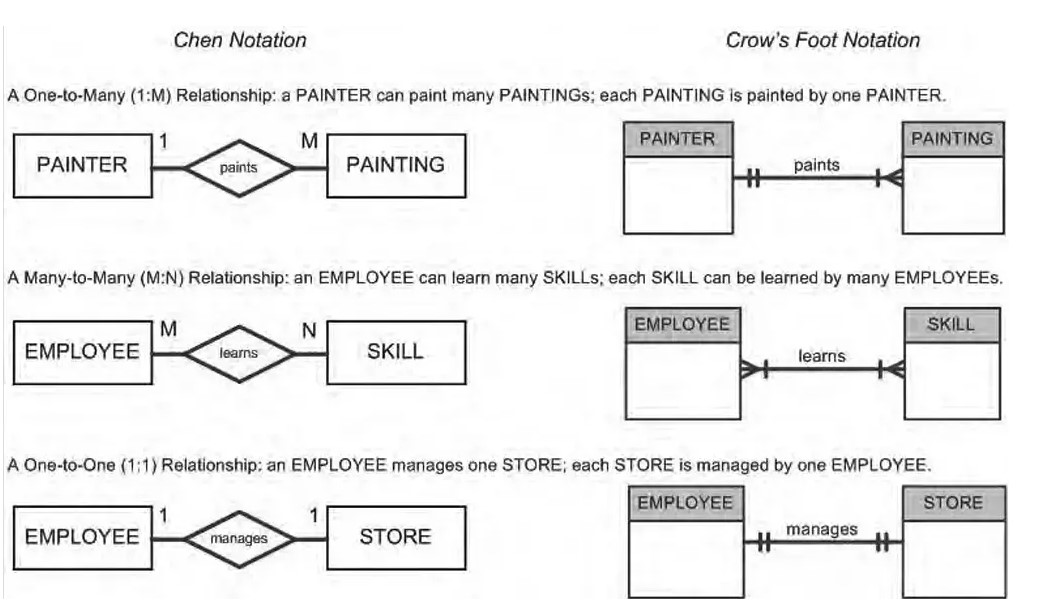 Chen Notation
Crow's Foot Notation
A One-to-Many (1:M) Relationship: a PAINTER can paint many PAINTINGs; each PAINTING is painted by one PAINTER.
PAINTER
1
paints
M
PAINTING
PAINTER
paints
PAINTING
A Many-to-Many (M:N) Relationship: an EMPLOYEE can learn many SKILLs; each SKILL can be learned by many EMPLOYEEs.
EMPLOYEE
M
learns
N
SKILL
EMPLOYEE
learns
SKILL
A One-to-One (1:1) Relationship: an EMPLOYEE manages one STORE; each STORE is managed by one EMPLOYEE.
EMPLOYEE
1
manages
1
STORE
EMPLOYEE
manages
STORE